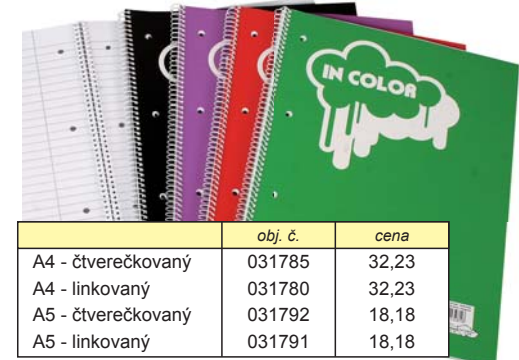 IN COLOR
obj. č. cena
A4 - čtverečkovaný 031785 32,23
A4 - linkovaný 031780 32,23
A5 - čtverečkovaný 031792 18,18
A5 - linkovaný 031791 18,18